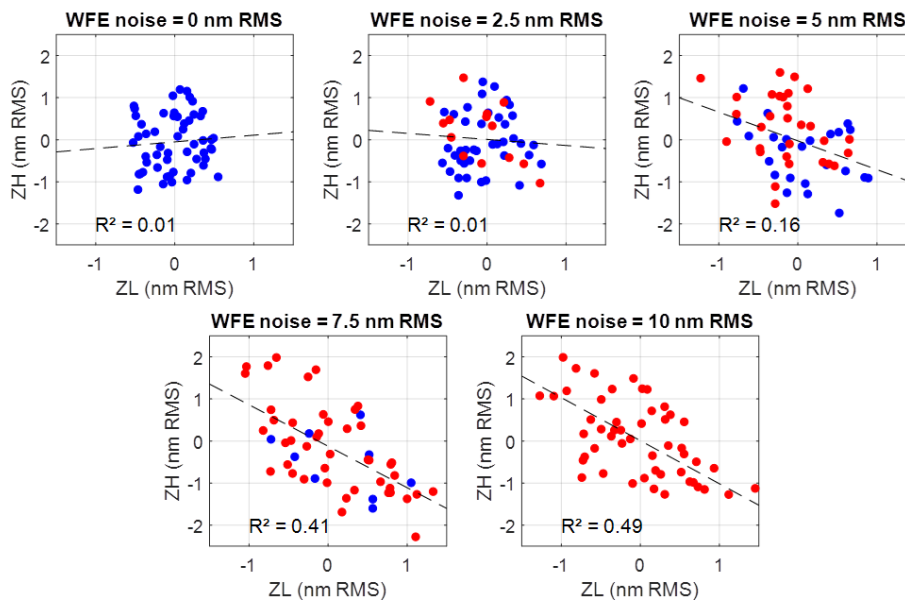 WFE noise = 0 nm RMS
2
1
0
-1
-2
ZH (nm RMS)
R² = 0.01
-1 0 1
ZL (nm RMS)
WFE noise = 2.5 nm RMS
2
1
0
-1
-2
ZH (nm RMS)
R² = 0.01
-1 0 1
ZL (nm RMS)
WFE noise = 5 nm RMS
2
1
0
-1
-2
ZH (nm RMS)
R² = 0.16
-1 0 1
ZL (nm RMS)
WFE noise = 7.5 nm RMS
2
1
0
-1
-2
ZH (nm RMS)
R² = 0.41
-1 0 1
ZL (nm RMS)
WFE noise = 10 nm RMS
2
1
0
-1
-2
ZH (nm RMS)
R² = 0.49
-1 0 1
ZL (nm RMS)